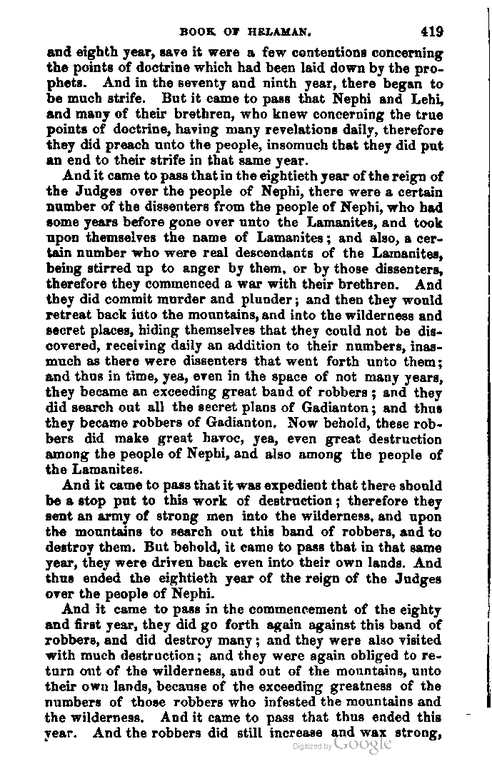 BOOK OF HELAMAN. 419
and eighth year, save it were a few contentions concerning
the points of doctrine which had been laid down by the pro-
phets. And in the seventy and ninth year, there began to
be much strife. But it came to pass that Nephi and Lehi,
and many of their brethren, who knew concerning the true
points of doctrine, having many revelations daily, therefore
they did preach unto the people, insomuch that they did put
an end to their strife in that same year.
And it came to pass that in the eightieth year of the reign of
the Judges over the people of Nephi, there were a certain
number of the dissenters from the people of Nephi, who had
some years before gone over unto the Lamanites, and took
upon themselves the name of Lamanites; and also, a cer-
tain number who were real descendants of the Lamanites,
being stirred up to anger by them, or by those dissenters,
therefore they commenced a war with their brethren. And
they did commit murder and plunder; and then they would
retreat back into the mountains, and into the wilderness and
secret places, hiding themselves that they could not be dis-
covered, receiving daily an addition to their numbers, inas-
much as there were dissenters that went forth unto them;
and thus in time, yea, even in the space of not many years,
they became an exceeding great band of robbers; and they
did search out all the secret plans of Gadianton; and thus
they became robbers of Gadianton. Now behold, these rob-
bers did make great havoc, yea, even great destruction
among the people of Nephi, and also among the people of
the Lamanites.
And it came to pass that it was expedient that there should
be a stop put to this work of destruction; therefore they
sent an army of strong men into the wilderness, and upon
the mountains to search out this band of robbers, and to
destroy them. But behold, it came to pass that in that same
year, they were driven back even into their own lands. And
thus ended the eightieth year of the reign of the Judges
over the people of Nephi.
And it came to pass in the commencement of the eighty
and first year, they did go forth again against this band of
robbers, and did destroy many; and they were also visited
with much destruction; and they were again obliged to re-
turn out of the wilderness, and out of the mountains, unto
their own lands, because of the exceeding greatness of the
numbers of those robbers who infested the mountains and
the wilderness. And it came to pass that thus ended this
year. And the robbers did still increase and wax strong,
Digitized by Google